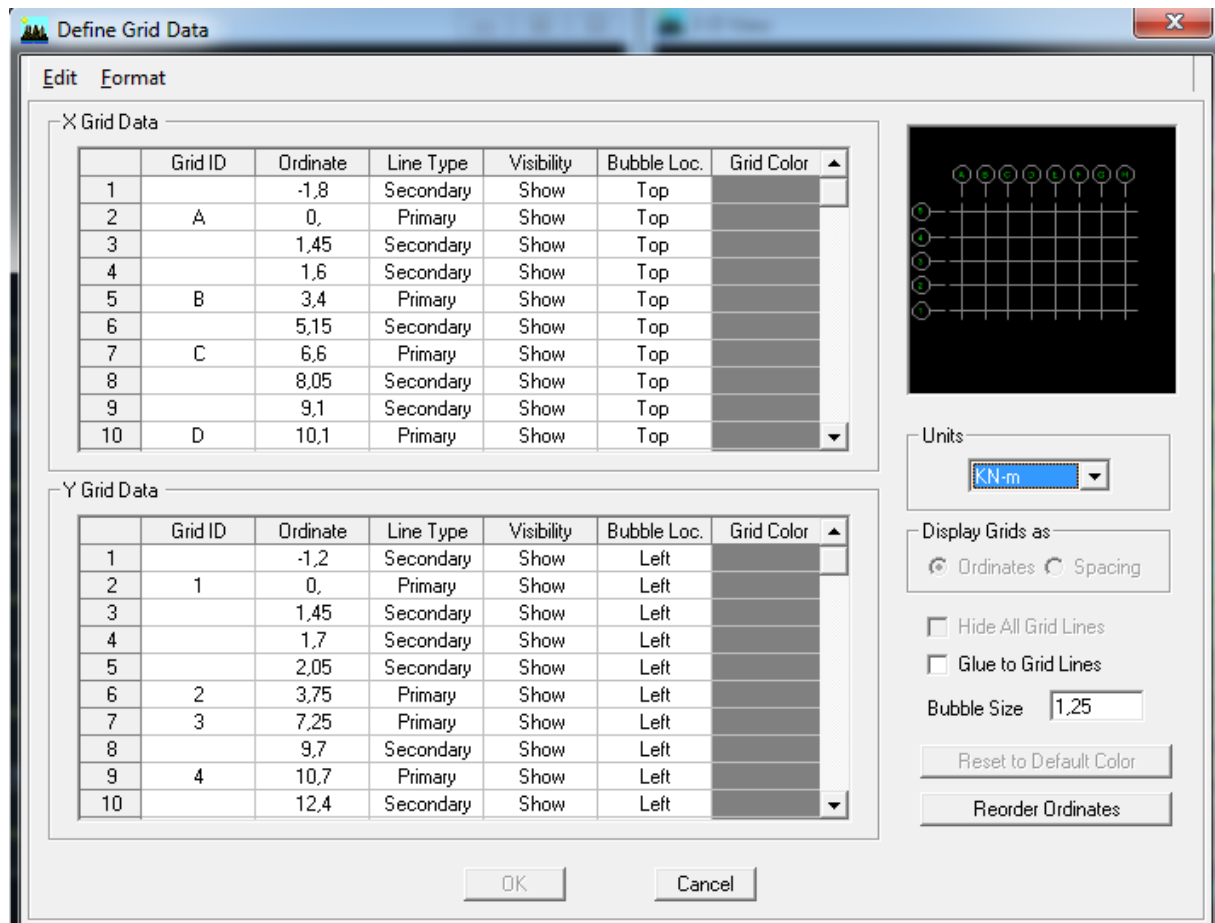 Define Grid Data
Edit Format
X Grid Data
Grid ID Ordinate Line Type Visibility Bubble Loc. Grid Color
1 -1,8 Secondary Show Top
2 A 0, Primary Show Top
3 1,45 Secondary Show Top
4 1,6 Secondary Show Top
5 B 3,4 Primary Show Top
6 5,15 Secondary Show Top
7 C 6,6 Primary Show Top
8 8,05 Secondary Show Top
9 9,1 Secondary Show Top
10 D 10,1 Primary Show Top
Y Grid Data
Grid ID Ordinate Line Type Visibility Bubble Loc. Grid Color
1 -1,2 Secondary Show Left
2 1 0, Primary Show Left
3 1,45 Secondary Show Left
4 1,7 Secondary Show Left
5 2,05 Secondary Show Left
6 2 3,75 Primary Show Left
7 3 7,25 Primary Show Left
8 9,7 Secondary Show Left
9 4 10,7 Primary Show Left
10 12,4 Secondary Show Left
A B C D E F G H
5
4
3
2
1
Units
KN-m
Display Grids as
Ordinates Spacing
Hide All Grid Lines
Glue to Grid Lines
Bubble Size 1,25
Reset to Default Color
Reorder Ordinates
OK Cancel